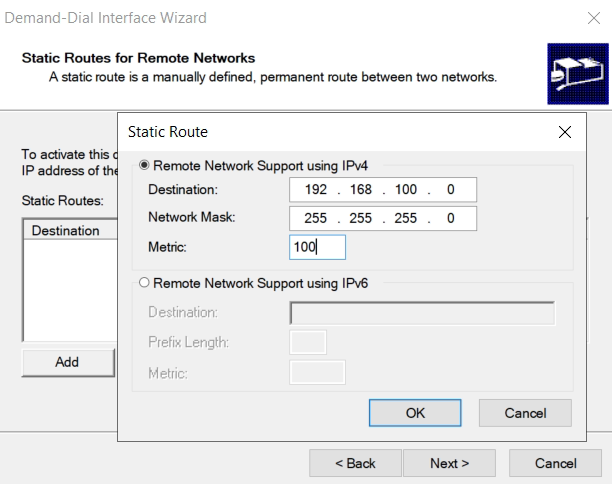 Demand-Dial Interface Wizard
Static Routes for Remote Networks
A static route is a manually defined, permanent route between two networks.
To activate this
IP address of the
Static Routes:
Destination
Add
Static Route
Remote Network Support using IPv4
Destination: 192 . 168 . 100 . 0
Network Mask: 255 . 255 . 255 . 0
Metric: 100
Remote Network Support using IPv6
Destination:
Prefix Length:
Metric:
OK Cancel
< Back Next > Cancel